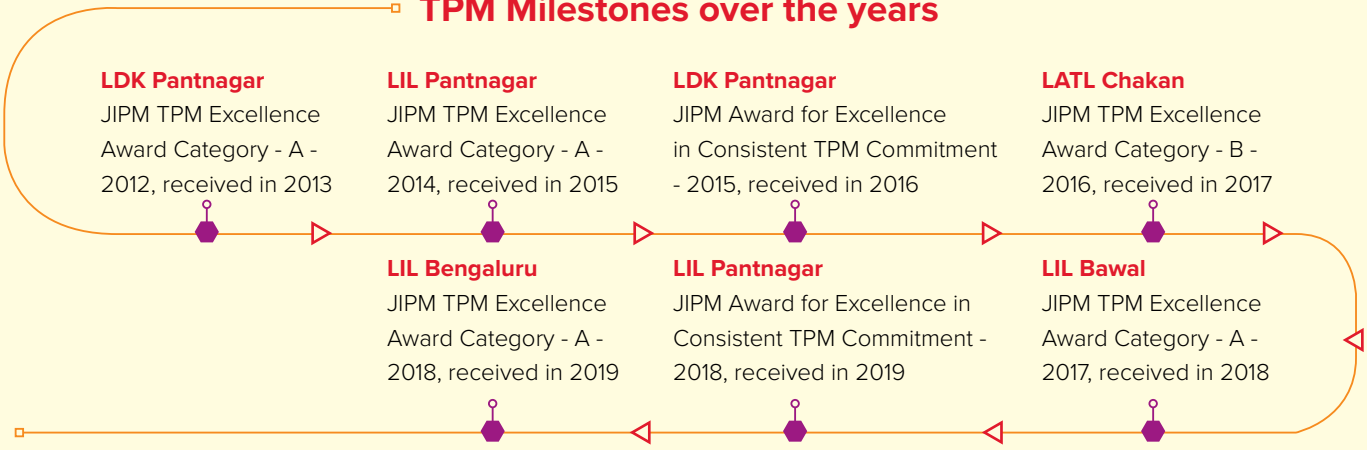 TPM Milestones over the years
LDK Pantnagar
JIPM TPM Excellence
Award Category - A -
2012, received in 2013
LIL Pantnagar
JIPM TPM Excellence
Award Category - A -
2014, received in 2015
LDK Pantnagar
JIPM Award for Excellence
in Consistent TPM Commitment
- 2015, received in 2016
LATL Chakan
JIPM TPM Excellence
Award Category - B -
2016, received in 2017
LIL Bengaluru
JIPM TPM Excellence
Award Category - A -
2018, received in 2019
LIL Pantnagar
JIPM Award for Excellence in
Consistent TPM Commitment -
2018, received in 2019
LIL Bawal
JIPM TPM Excellence
Award Category - A -
2017, received in 2018